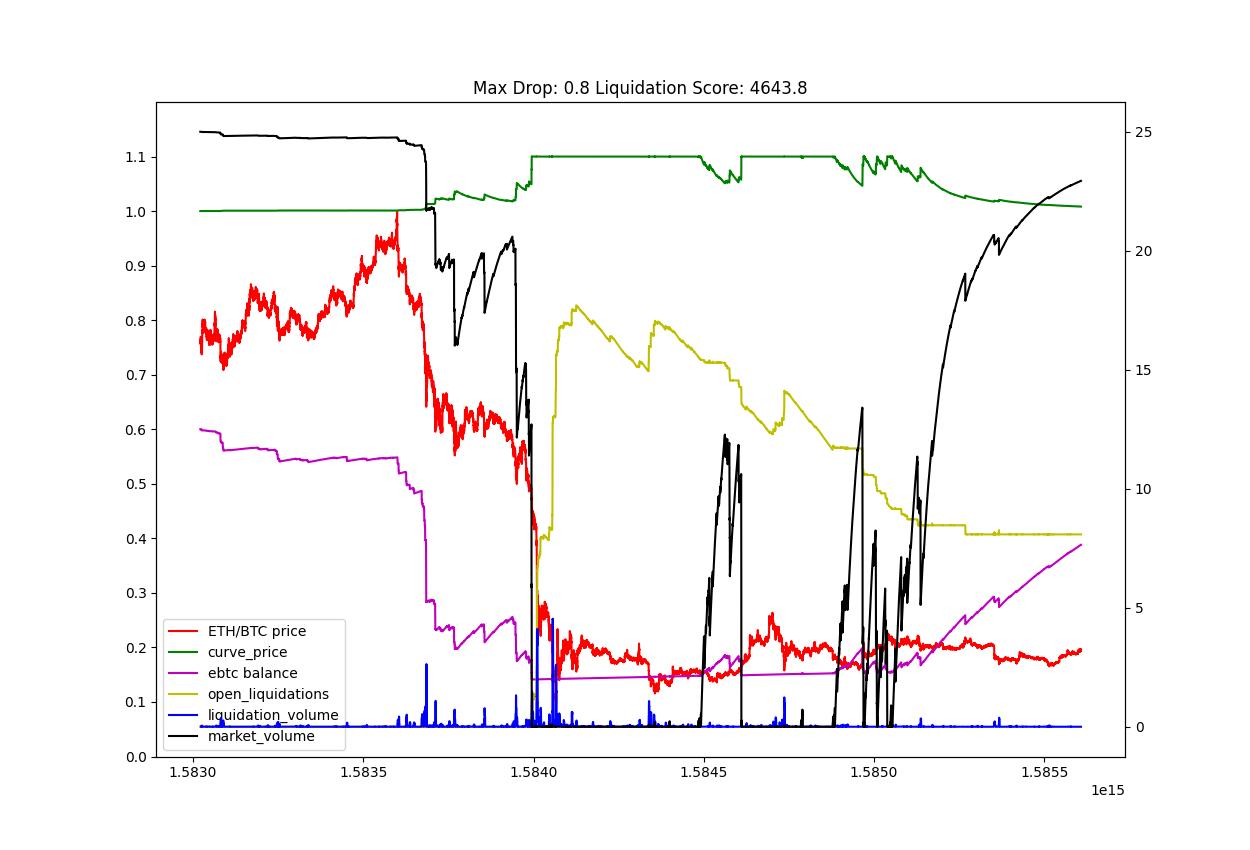 Max Drop: 0.8 Liquidation Score: 4643.8
1.1
1.0
0.9
0.8
0.7
0.6
0.5
0.4
0.3
0.2
0.1
0.0
25
20
15
10
5
0
ETH/BTC price
curve_price
ebtc balance
open_liquidations
liquidation_volume
market_volume
1.5830 1.5835 1.5840 1.5845 1.5850 1.5855
1e15